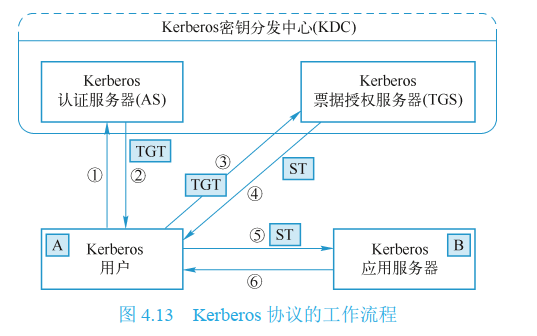 Kerberos密钥分发中心(KDC)
Kerberos
认证服务器(AS)
Kerberos
票据授权服务器(TGS)
①
②
TGT
③
TGT
④
ST
A
Kerberos
用户
⑤
ST
⑥
Kerberos
应用服务器
B
图 4.13 Kerberos 协议的工作流程